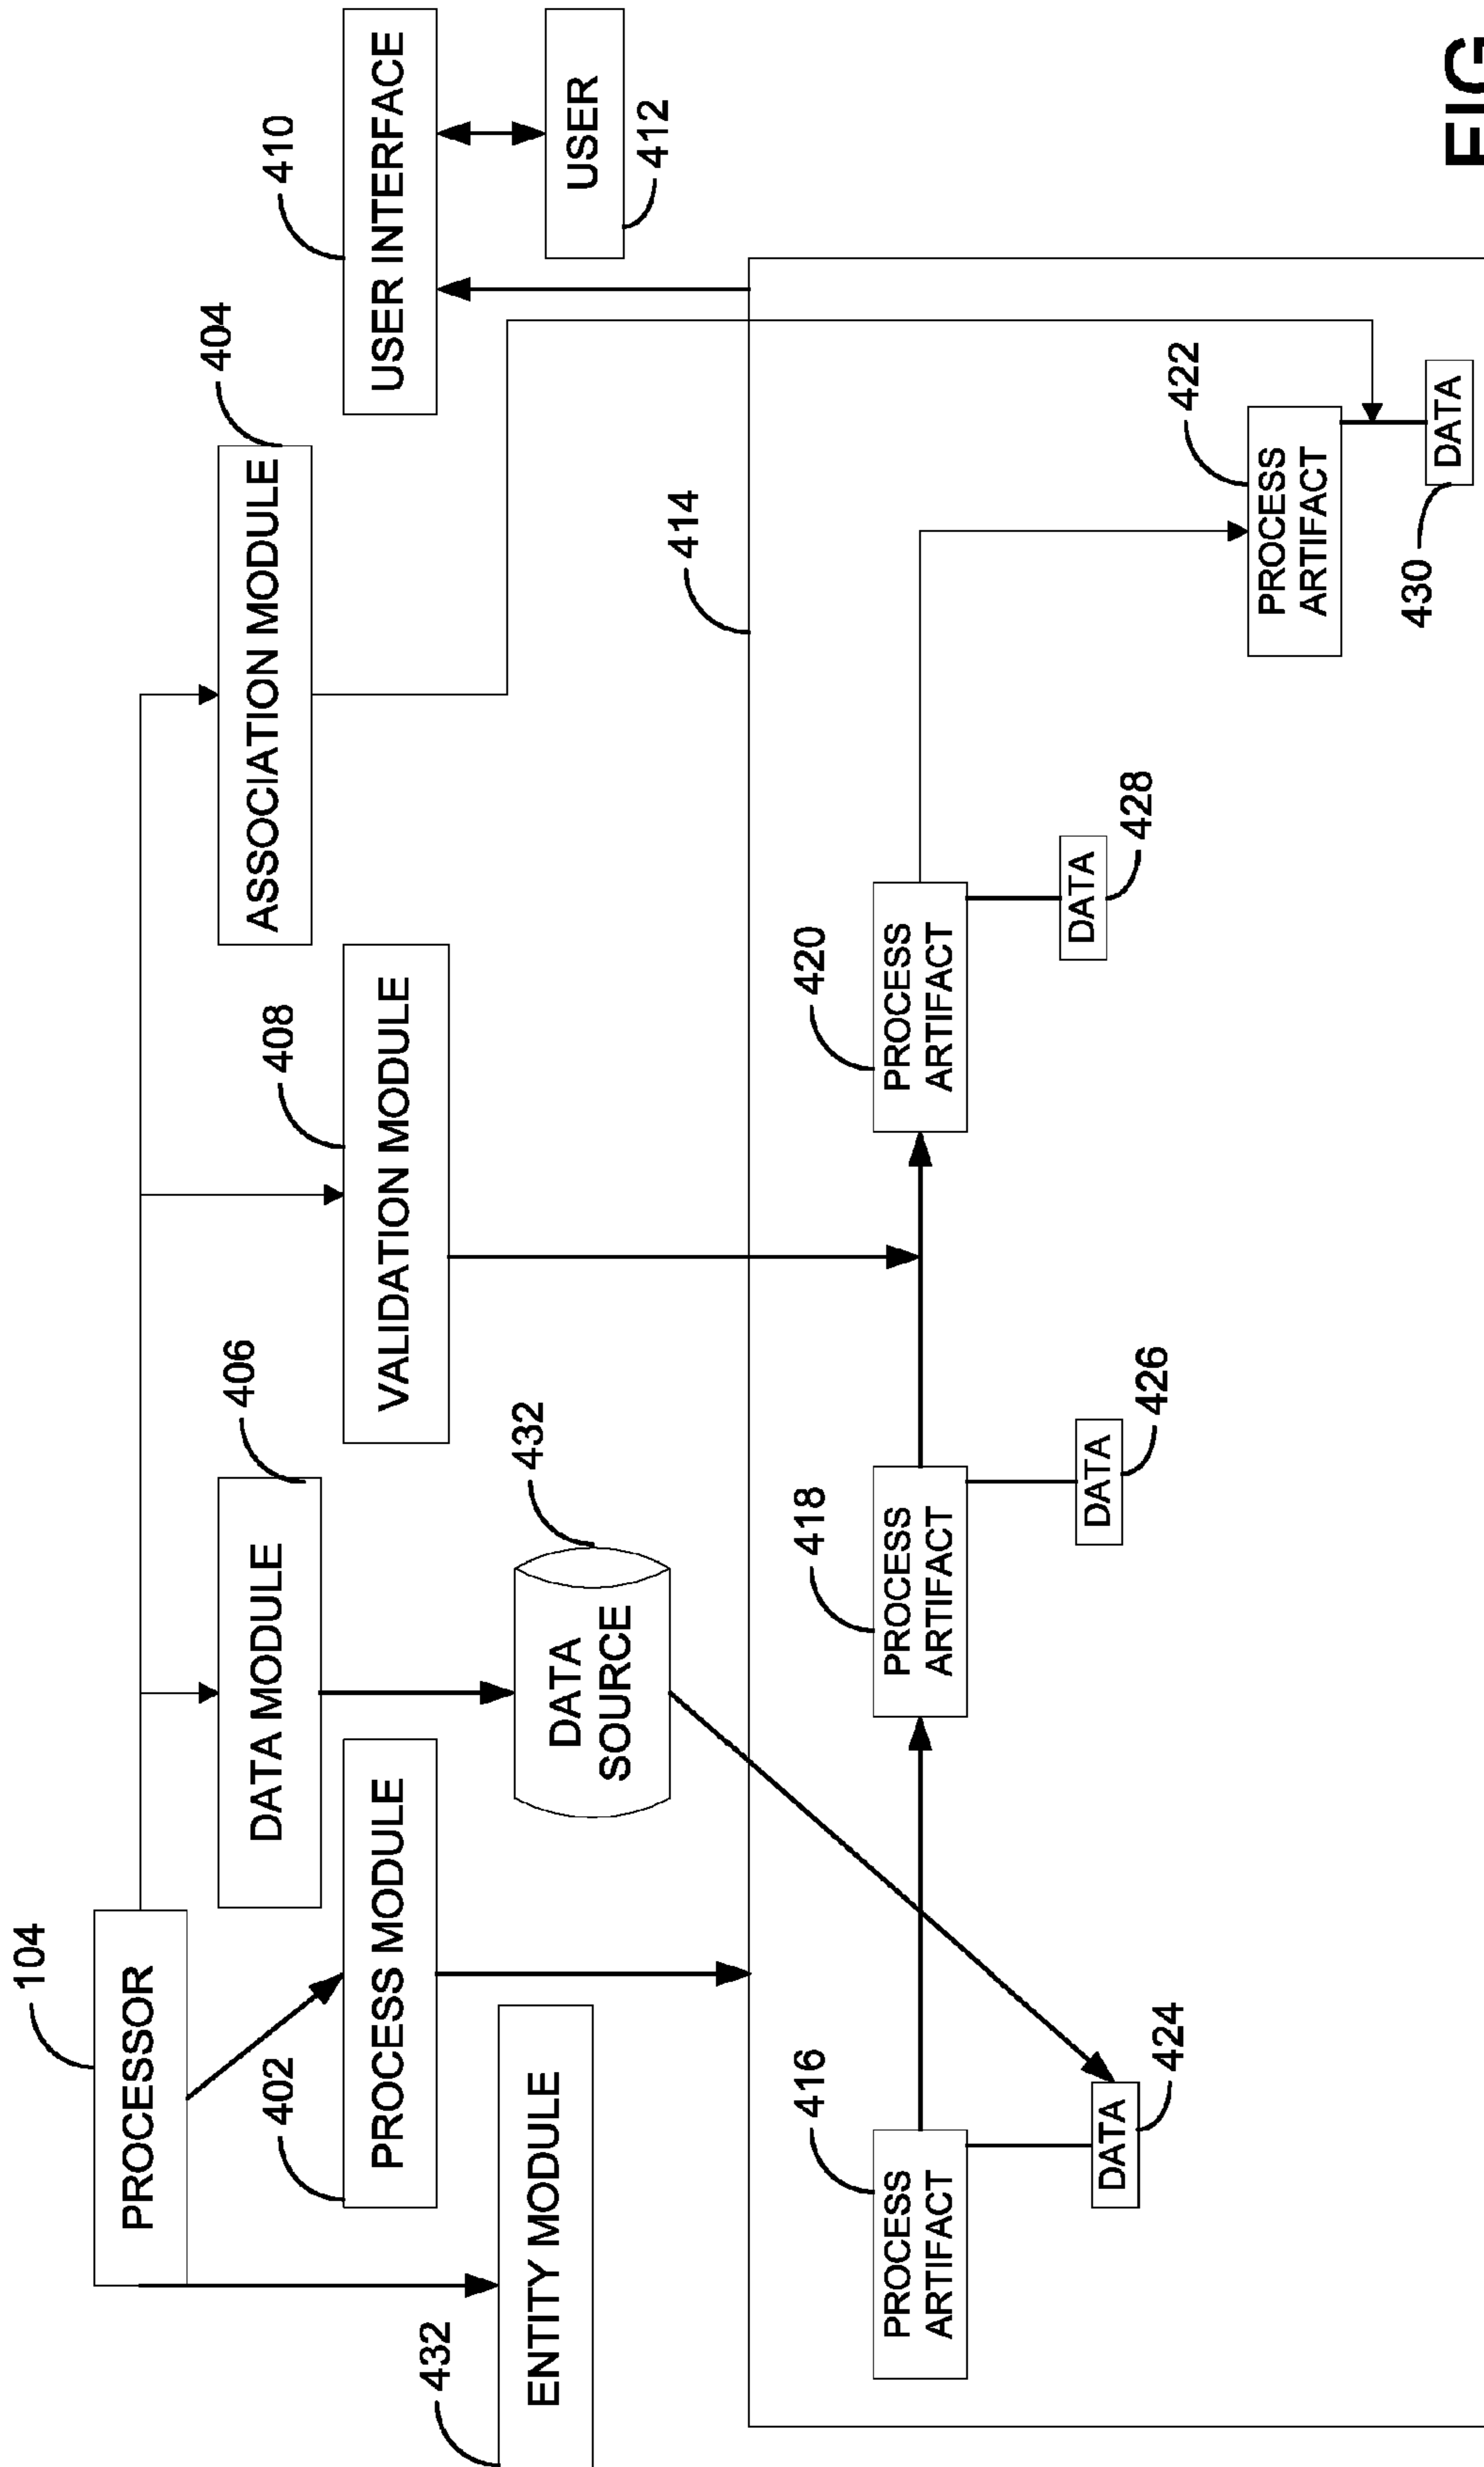 104
PROCESSOR
406
DATA MODULE
404
ASSOCIATION MODULE
402
PROCESS MODULE
408
VALIDATION MODULE
410
USER INTERFACE
432
ENTITY MODULE
432
DATA
SOURCE
USER
412
414
416
PROCESS
ARTIFACT
418
PROCESS
ARTIFACT
420
PROCESS
ARTIFACT
DATA
424
DATA
426
DATA
428
422
PROCESS
ARTIFACT
DATA
430
FIG